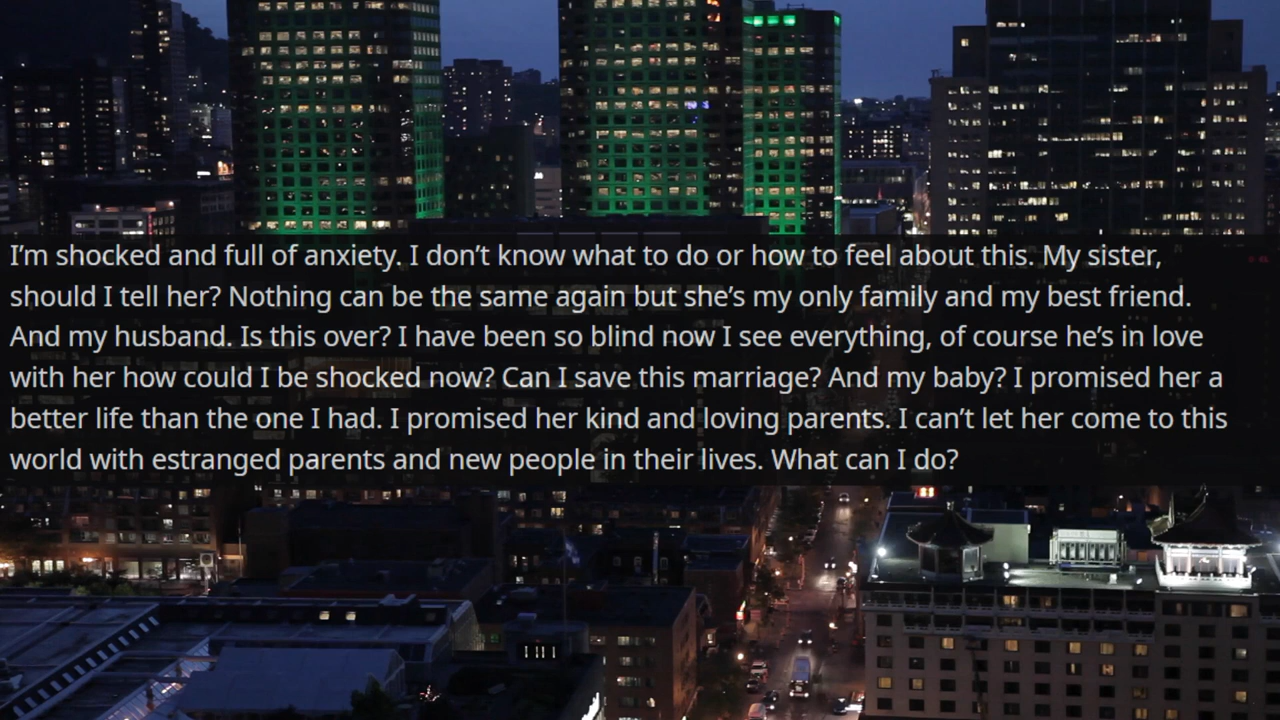 I’m shocked and full of anxiety. I don’t know what to do or how to feel about this. My sister,
should I tell her? Nothing can be the same again but she’s my only family and my best friend.
And my husband. Is this over? I have been so blind now I see everything, of course he’s in love
with her how could I be shocked now? Can I save this marriage? And my baby? I promised her a
better life than the one I had. I promised her kind and loving parents. I can’t let her come to this
world with estranged parents and new people in their lives. What can I do?